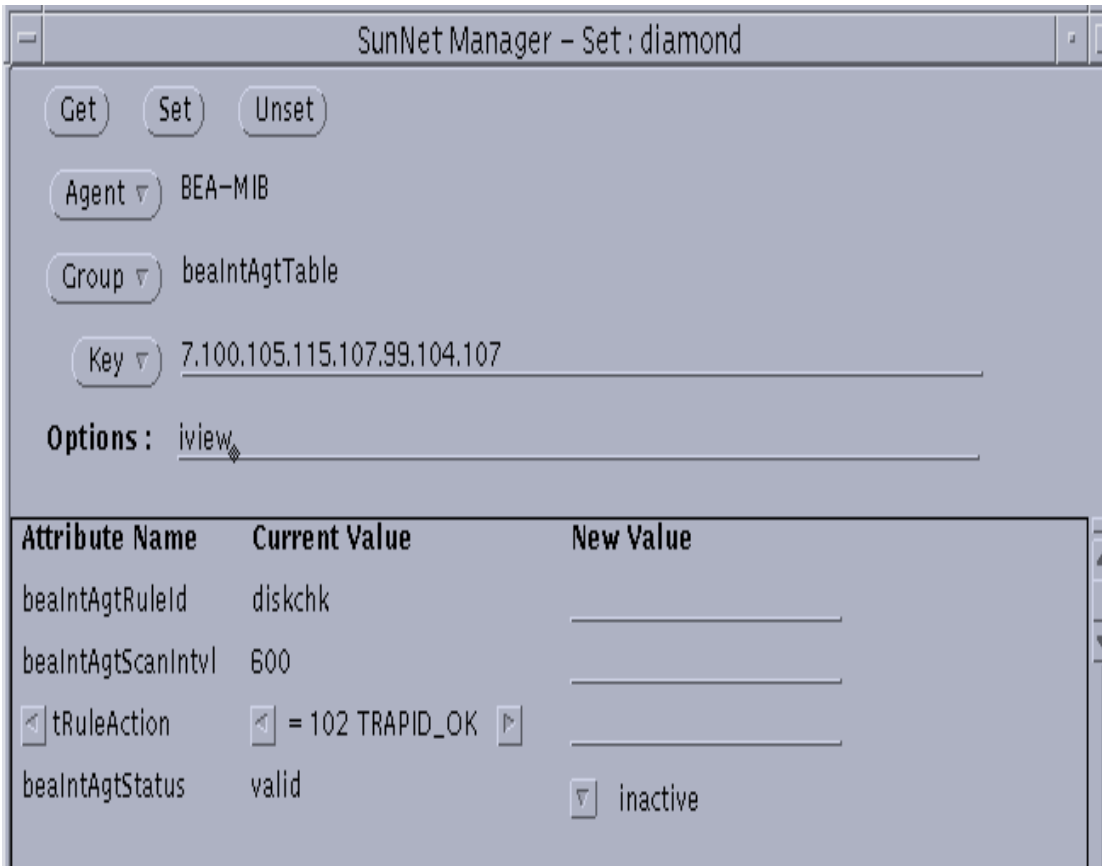 SunNet Manager – Set : diamond
Get Set Unset
Agent BEA-MIB
Group beaIntAgtTable
Key 7.100.105.115.107.99.104.107
Options : iview
Attribute Name Current Value New Value
beaIntAgtRuleId diskchk
beaIntAgtScanIntvl 600
tRuleAction = 102 TRAPID_OK
beaIntAgtStatus valid inactive